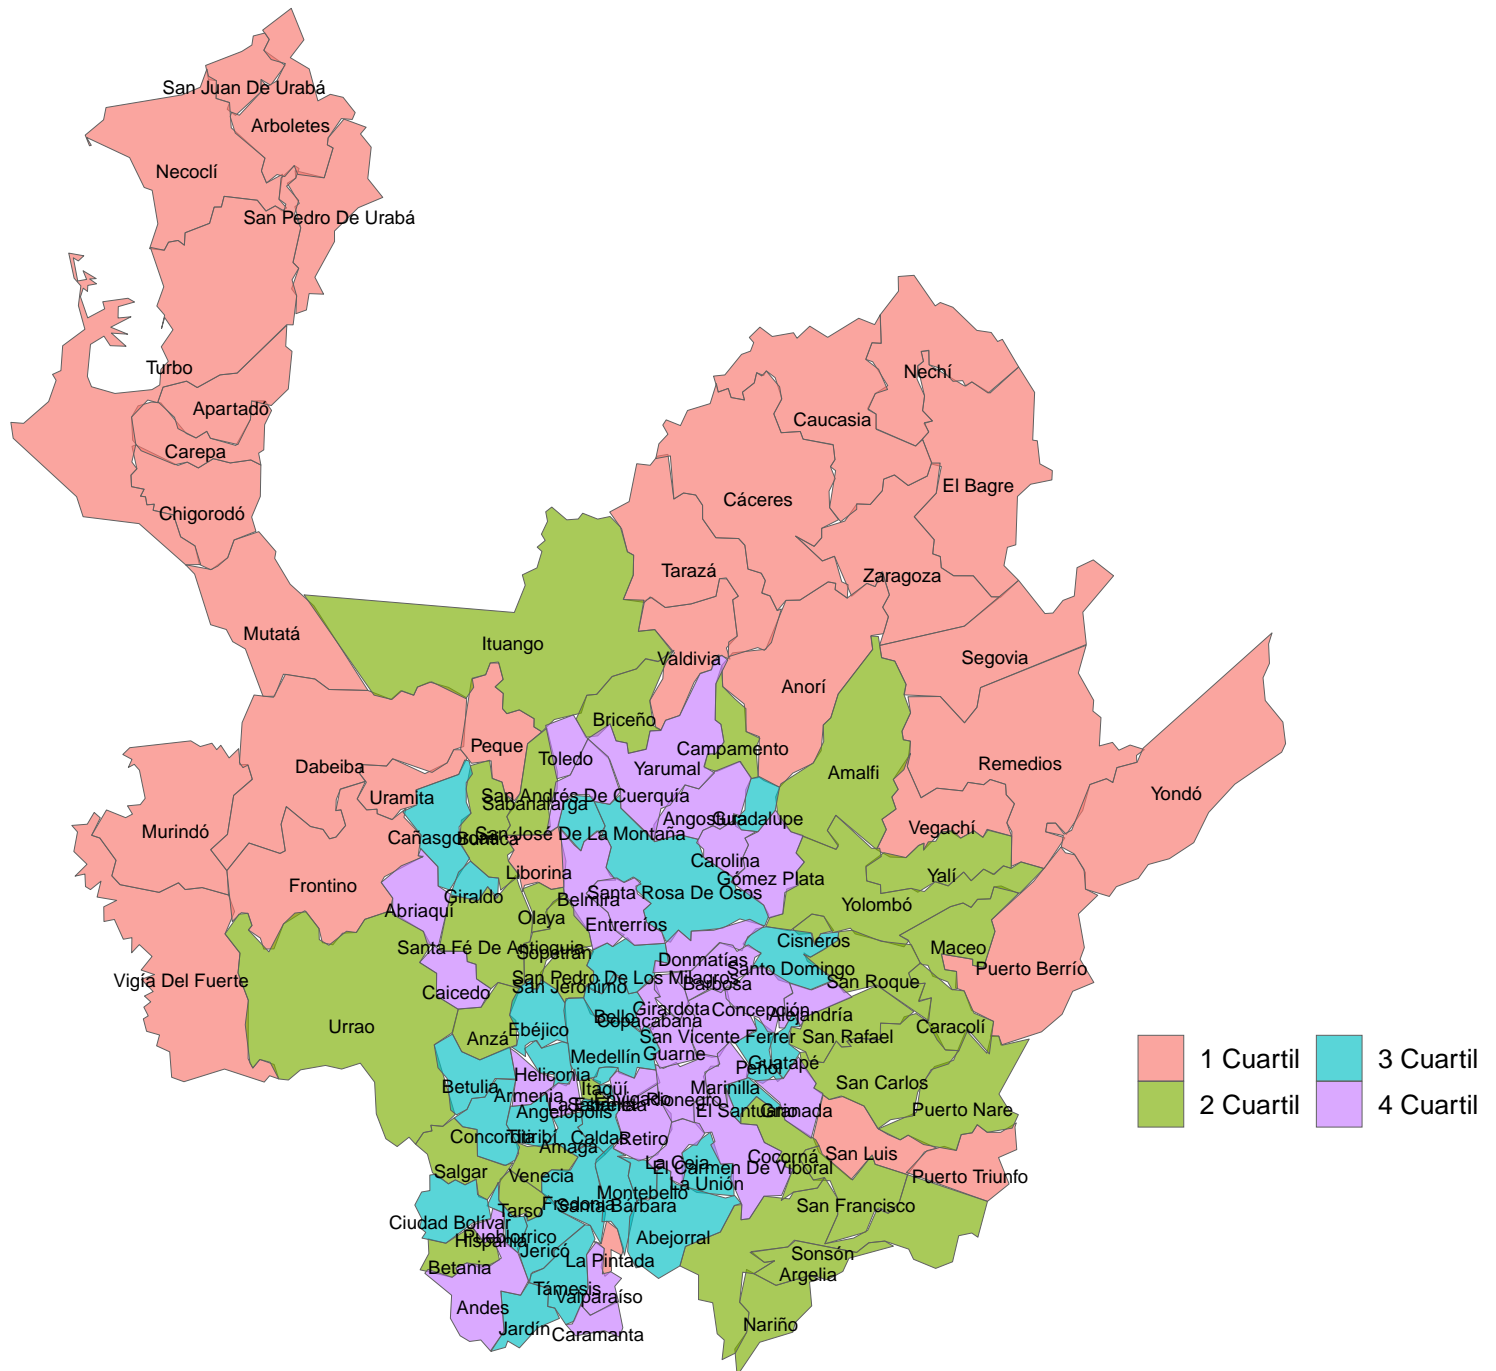 San Juan De Urabá
Arboletes
Necoclí
San Pedro De Urabá
Turbo
Apartadó
Carepa
Chigorodó
Mutatá
Nechí
Caucasia
El Bagre
Cáceres
Tarazá
Zaragoza
Ituango
Valdivia
Segovia
Anorí
Briceño
Campamento
Peque
Toledo
Yarumal
Dabeiba
Amalfi
Remedios
Yondó
Uramita
San Andrés De Cuerquía
Sabanalarga
Murindó
Cañasgordas
Buriticá
San José De La Montaña
Angostura
Guadalupe
Vegachí
Carolina
Liborina
Frontino
Gómez Plata
Yalí
Giraldo
Belmira
Santa Rosa De Osos
Abriaquí
Yolombó
Olaya
Entrerríos
Cisneros
Santa Fé De Antioquia
Sopetrán
Maceo
Donmatías
Santo Domingo
Puerto Berrío
Vigía Del Fuerte
San Pedro De Los Milagros
San Jerónimo
Barbosa
San Roque
Caicedo
Girardota
Concepción
Alejandría
Bello
Copacabana
Urrao
Ebéjico
Anzá
San Vicente Ferrer
San Rafael
Caracolí
Medellín
Guarne
Guatapé
Peñol
Heliconia
Betulia
Itagüí
Marinilla
San Carlos
Armenia
La Estrella
Sabaneta
Envigado
Rionegro
Angelópolis
El Santuario
Granada
Puerto Nare
Concordia
Titiribí
Caldas
Retiro
Amagá
La Ceja
El Carmen De Viboral
Cocorná
San Luis
Salgar
Venecia
La Unión
Puerto Triunfo
Montebello
Tarso
Fredonia
Santa Bárbara
San Francisco
Ciudad Bolívar
Pueblorrico
Hispania
Jericó
Abejorral
Betania
La Pintada
Sonsón
Argelia
Támesis
Valparaíso
Andes
Jardín
Caramanta
Nariño
1 Cuartil
2 Cuartil
3 Cuartil
4 Cuartil